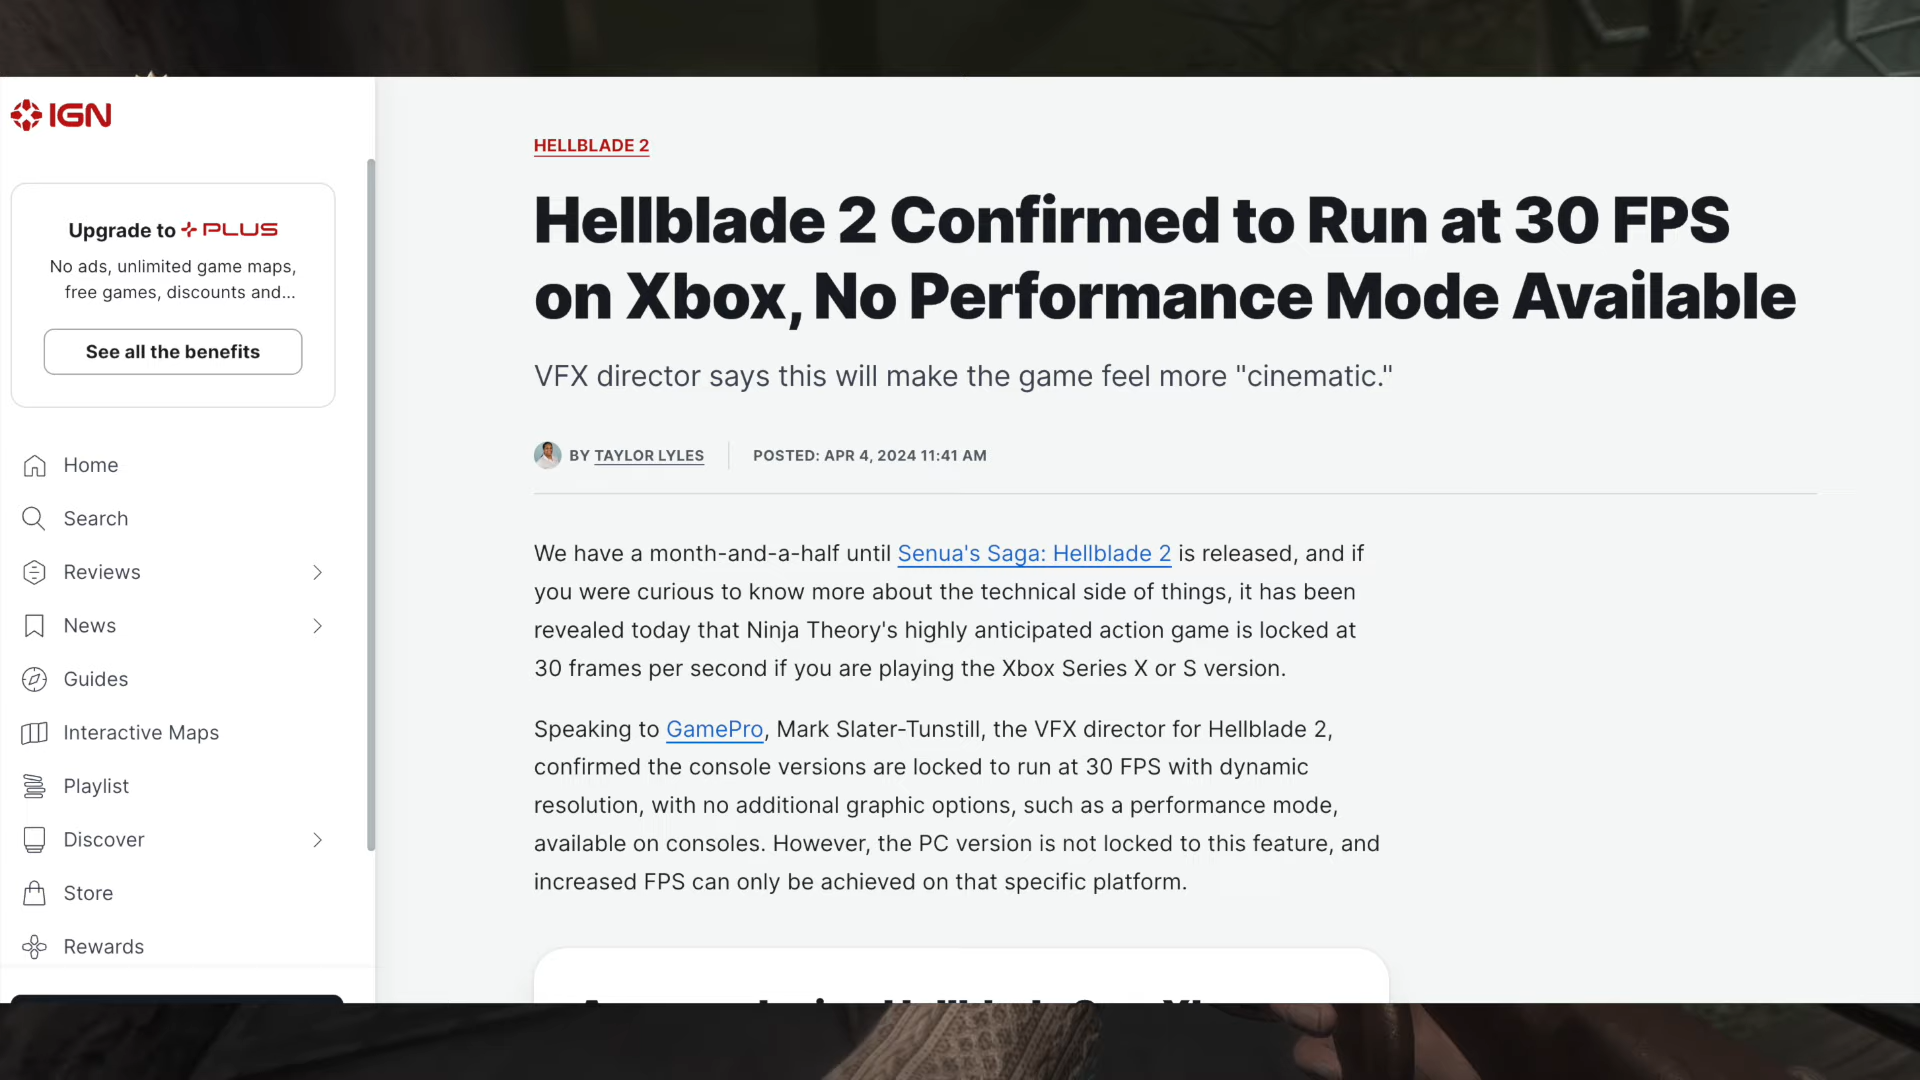 IGN
Upgrade to PLUS
No ads, unlimited game maps,
free games, discounts and...
See all the benefits
Home
Search
Reviews
News
Guides
Interactive Maps
Playlist
Discover
Store
Rewards
HELLBLADE 2
Hellblade 2 Confirmed to Run at 30 FPS
on Xbox, No Performance Mode Available
VFX director says this will make the game feel more "cinematic."
BY TAYLOR LYLES
POSTED: APR 4, 2024 11:41 AM
We have a month-and-a-half until Senua's Saga: Hellblade 2 is released, and if
you were curious to know more about the technical side of things, it has been
revealed today that Ninja Theory's highly anticipated action game is locked at
30 frames per second if you are playing the Xbox Series X or S version.
Speaking to GamePro, Mark Slater-Tunstill, the VFX director for Hellblade 2,
confirmed the console versions are locked to run at 30 FPS with dynamic
resolution, with no additional graphic options, such as a performance mode,
available on consoles. However, the PC version is not locked to this feature, and
increased FPS can only be achieved on that specific platform.